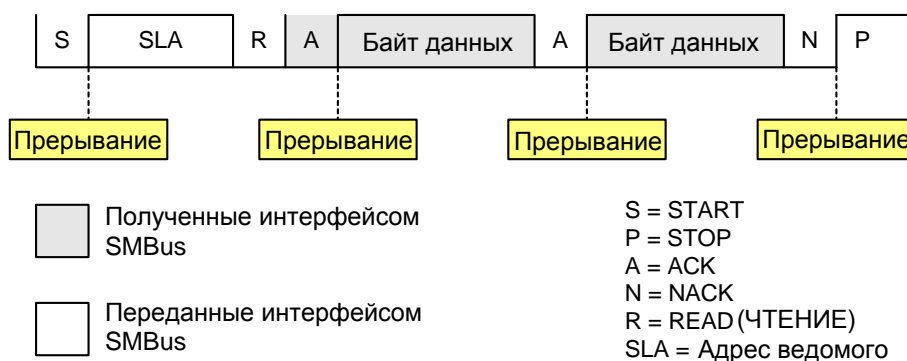 S SLA R A Байт данных A Байт данных N P
Прерывание Прерывание Прерывание Прерывание
Полученные интерфейсом
SMBus
Переданные интерфейсом
SMBus
S = START
P = STOP
A = ACK
N = NACK
R = READ (ЧТЕНИЕ)
SLA = Адрес ведомого